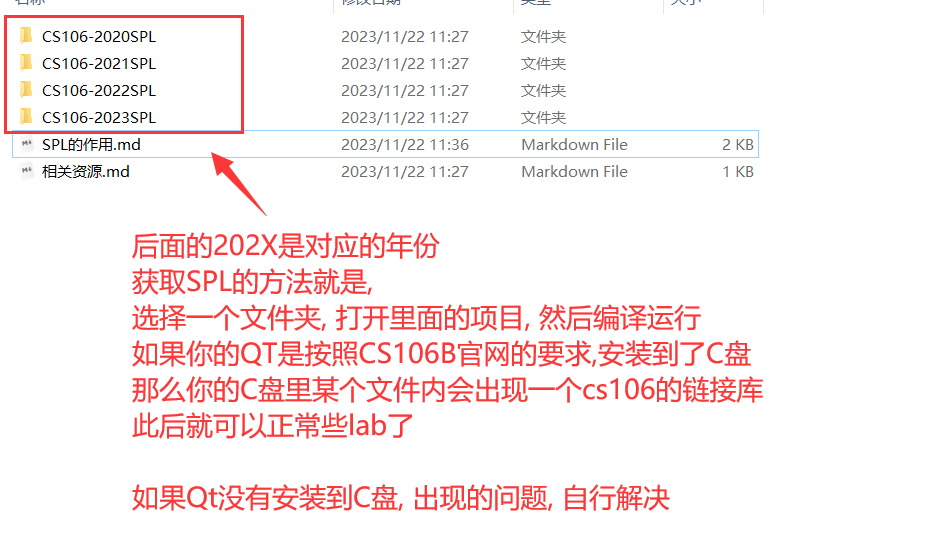 名称 修改日期 类型 大小
CS106-2020SPL 2023/11/22 11:27 文件夹
CS106-2021SPL 2023/11/22 11:27 文件夹
CS106-2022SPL 2023/11/22 11:27 文件夹
CS106-2023SPL 2023/11/22 11:27 文件夹
SPL的作用.md 2023/11/22 11:36 Markdown File 2 KB
相关资源.md 2023/11/22 11:27 Markdown File 1 KB
后面的202X是对应的年份
获取SPL的方法就是,
选择一个文件夹, 打开里面的项目, 然后编译运行
如果你的QT是按照CS106B官网的要求,安装到了C盘
那么你的C盘里某个文件内会出现一个cs106的链接库
此后就可以正常些lab了
如果Qt没有安装到C盘, 出现的问题, 自行解决